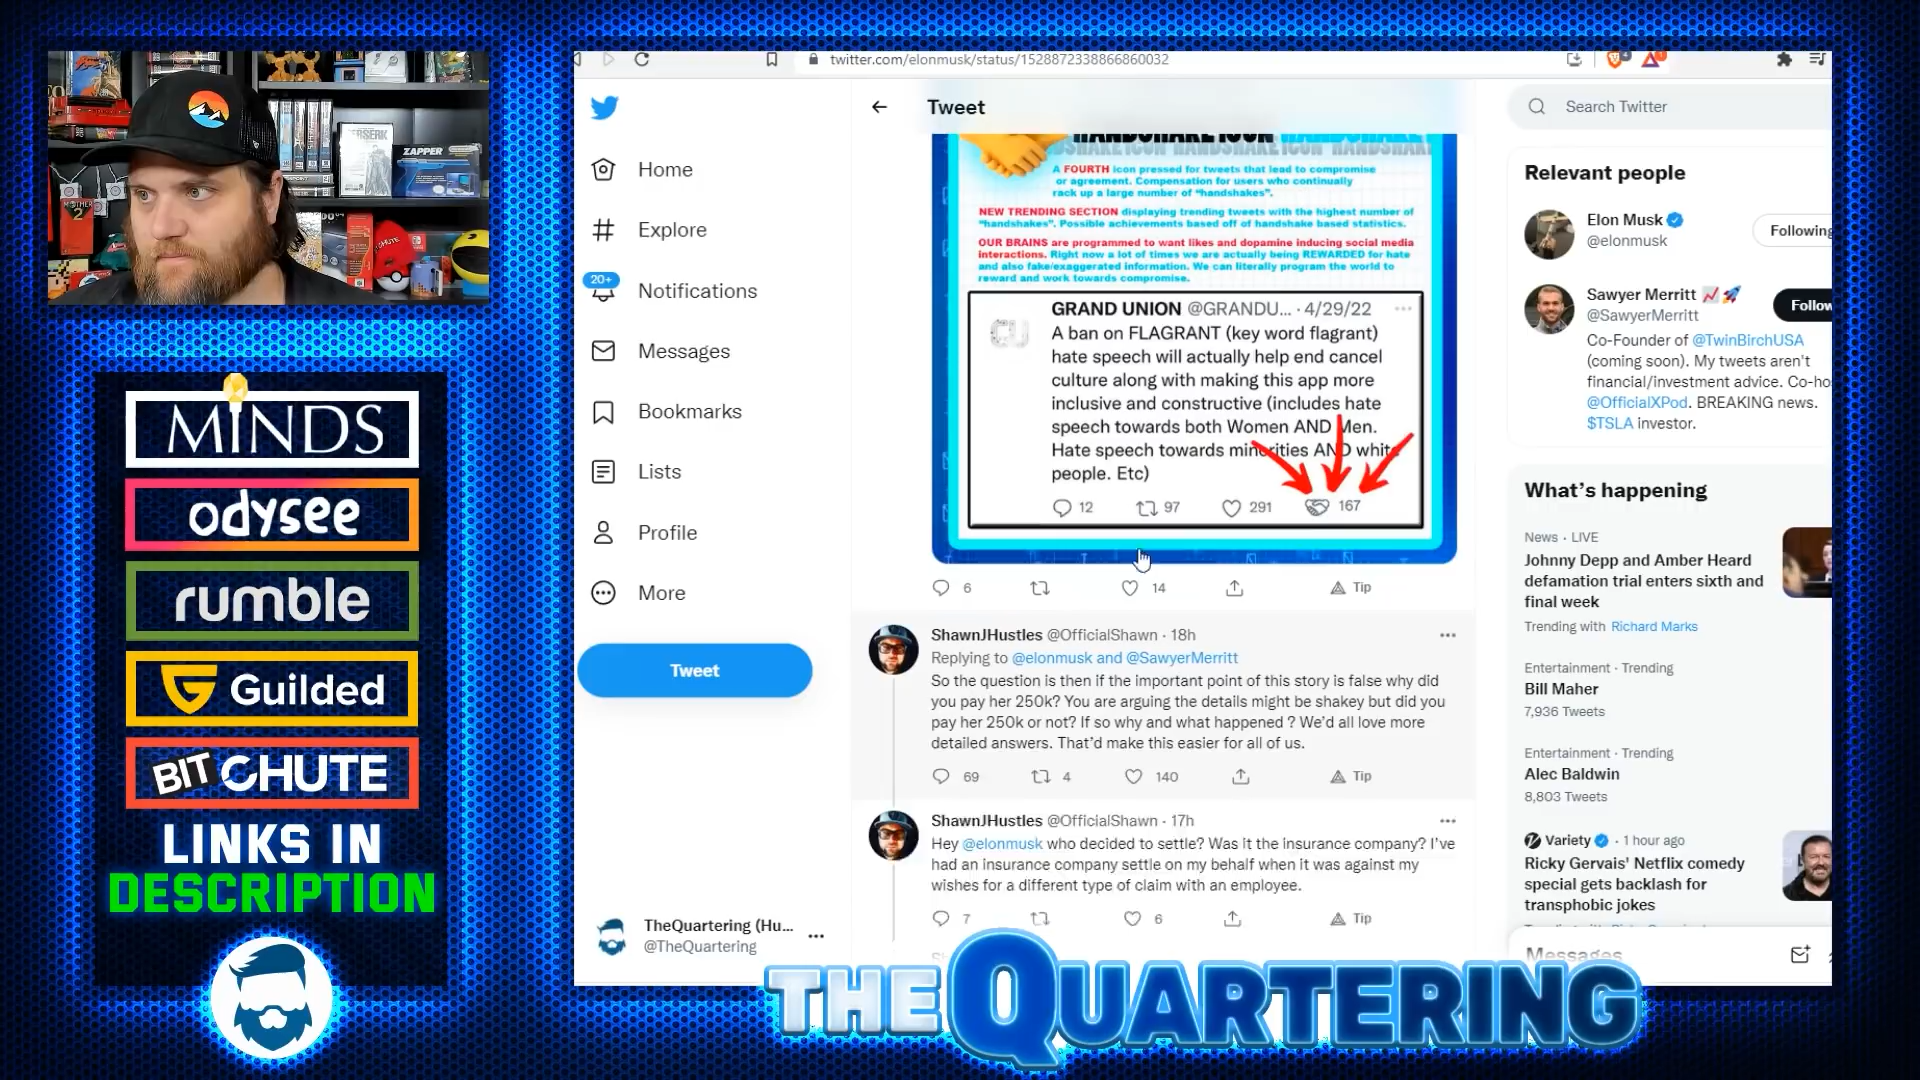 twitter.com/elonmusk/status/1528872338866860032
Tweet
Search Twitter
Home
Explore
20+
Notifications
Messages
Bookmarks
Lists
Profile
More
Tweet
TheQuartering (Hu...
@TheQuartering
HANDSHAKE ICON HANDSHAKE
SHAKE ICON HANDSHAKE ICON HANDSH
A FOURTH icon pressed for tweets that lead to compromise
or agreement. Compensation for users who continually
rack up a large number of "handshakes".
NEW TRENDING SECTION displaying trending tweets with the highest number of
"handshakes". Possible achievements based off of handshake based statistics.
OUR BRAINS are programmed to want likes and dopamine inducing social media
interactions. Right now a lot of times we are actually being REWARDED for hate
and also fake/exaggerated information. We can literally program the world to
reward and work towards compromise.
GRAND UNION @GRANDU... · 4/29/22
A ban on FLAGRANT (key word flagrant)
hate speech will actually help end cancel
culture along with making this app more
inclusive and constructive (includes hate
speech towards both Women AND Men.
Hate speech towards minorities AND white
people. Etc)
12 97 291 167
6 14 Tip
ShawnJHustles @OfficialShawn · 18h
Replying to @elonmusk and @SawyerMerritt
So the question is then if the important point of this story is false why did
you pay her 250k? You are arguing the details might be shakey but did you
pay her 250k or not? If so why and what happened ? We'd all love more
detailed answers. That'd make this easier for all of us.
69 4 140 Tip
ShawnJHustles @OfficialShawn · 17h
Hey @elonmusk who decided to settle? Was it the insurance company? I've
had an insurance company settle on my behalf when it was against my
wishes for a different type of claim with an employee.
7 6 Tip
Relevant people
Elon Musk
@elonmusk
Following
Sawyer Merritt
@SawyerMerritt
Follow
Co-Founder of @TwinBirchUSA
(coming soon). My tweets aren't
financial/investment advice. Co-ho
@OfficialXPod. BREAKING news.
$TSLA investor.
What's happening
News · LIVE
Johnny Depp and Amber Heard
defamation trial enters sixth and
final week
Trending with Richard Marks
Entertainment · Trending
Bill Maher
7,936 Tweets
Entertainment · Trending
Alec Baldwin
8,803 Tweets
Variety · 1 hour ago
Ricky Gervais' Netflix comedy
special gets backlash for
transphobic jokes
Messages
BERSERK
ZAPPER
MOTHER
2
MINDS
odysee
rumble
Guilded
BITCHUTE
LINKS IN
DESCRIPTION
THE QUARTERING